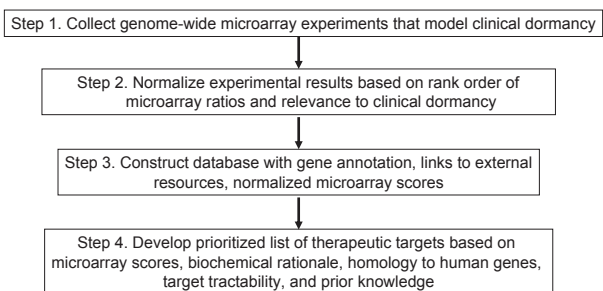 Step 1. Collect genome-wide microarray experiments that model clinical dormancy
Step 2. Normalize experimental results based on rank order of
microarray ratios and relevance to clinical dormancy
Step 3. Construct database with gene annotation, links to external
resources, normalized microarray scores
Step 4. Develop prioritized list of therapeutic targets based on
microarray scores, biochemical rationale, homology to human genes,
target tractability, and prior knowledge